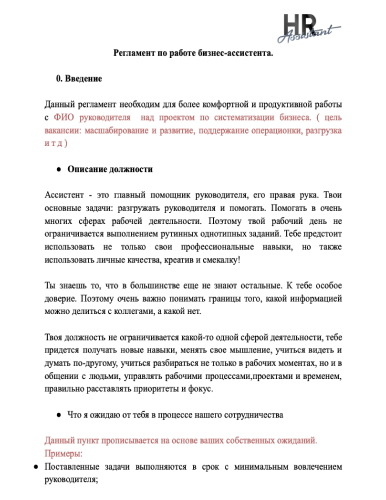 HR
Assistant
Регламент по работе бизнес-ассистента.
0. Введение
Данный регламент необходим для более комфортной и продуктивной работы
с ФИО руководителя над проектом по систематизации бизнеса. ( цель
вакансии: масшабирование и развитие, поддержание операционки, разгрузка
и т д )
● Описание должности
Ассистент - это главный помощник руководителя, его правая рука. Твои
основные задачи: разгружать руководителя и помогать. Помогать в очень
многих сферах рабочей деятельности. Поэтому твой рабочий день не
ограничивается выполнением рутинных однотипных заданий. Тебе предстоит
использовать не только свои профессиональные навыки, но также
использовать личные качества, креатив и смекалку!
Ты знаешь то, что в большинстве еще не знают остальные. К тебе особое
доверие. Поэтому очень важно понимать границы того, какой информацией
можно делиться с коллегами, а какой нет.
Твоя должность не ограничивается какой-то одной сферой деятельности, тебе
придется получать новые навыки, менять свое мышление, учиться видеть и
думать по-другому, учиться разбираться не только в рабочих моментах, но и в
общении с людьми, управлять рабочими процессами,проектами и временем,
правильно расставлять приоритеты и фокус.
● Что я ожидаю от тебя в процессе нашего сотрудничества
Данный пункт прописывается на основе ваших собственных ожиданий.
Примеры:
● Поставленные задачи выполняются в срок с минимальным вовлечением
руководителя;